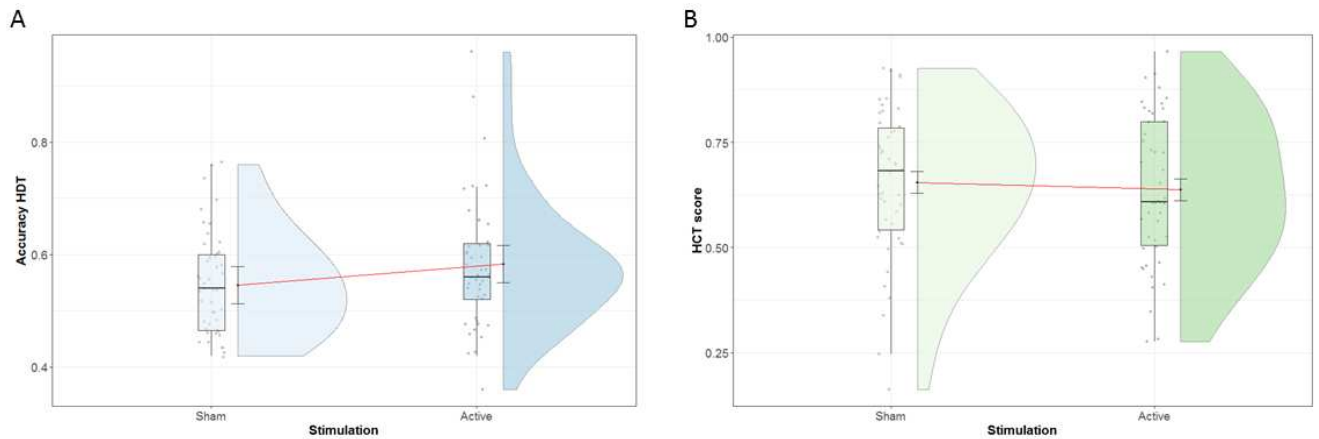 A
Accuracy HDT
0.8
0.6
0.4
Sham
Active
Stimulation
B
HCT score
1.00
0.75
0.50
0.25
Sham
Active
Stimulation